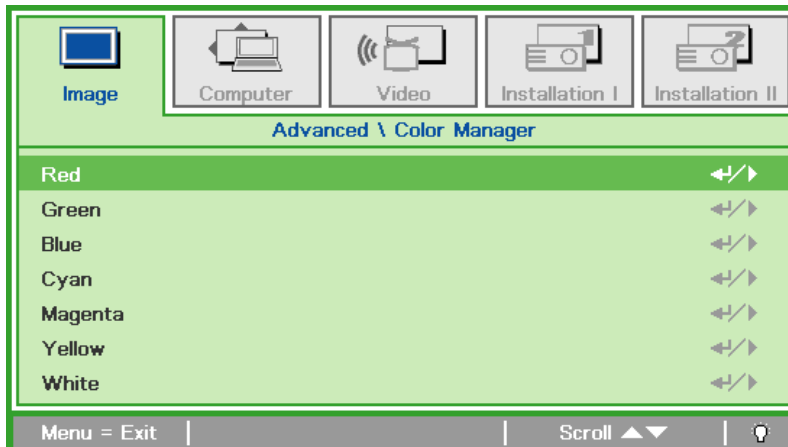 Image Computer Video Installation I Installation II
Advanced \ Color Manager
Red
Green
Blue
Cyan
Magenta
Yellow
White
Menu = Exit Scroll